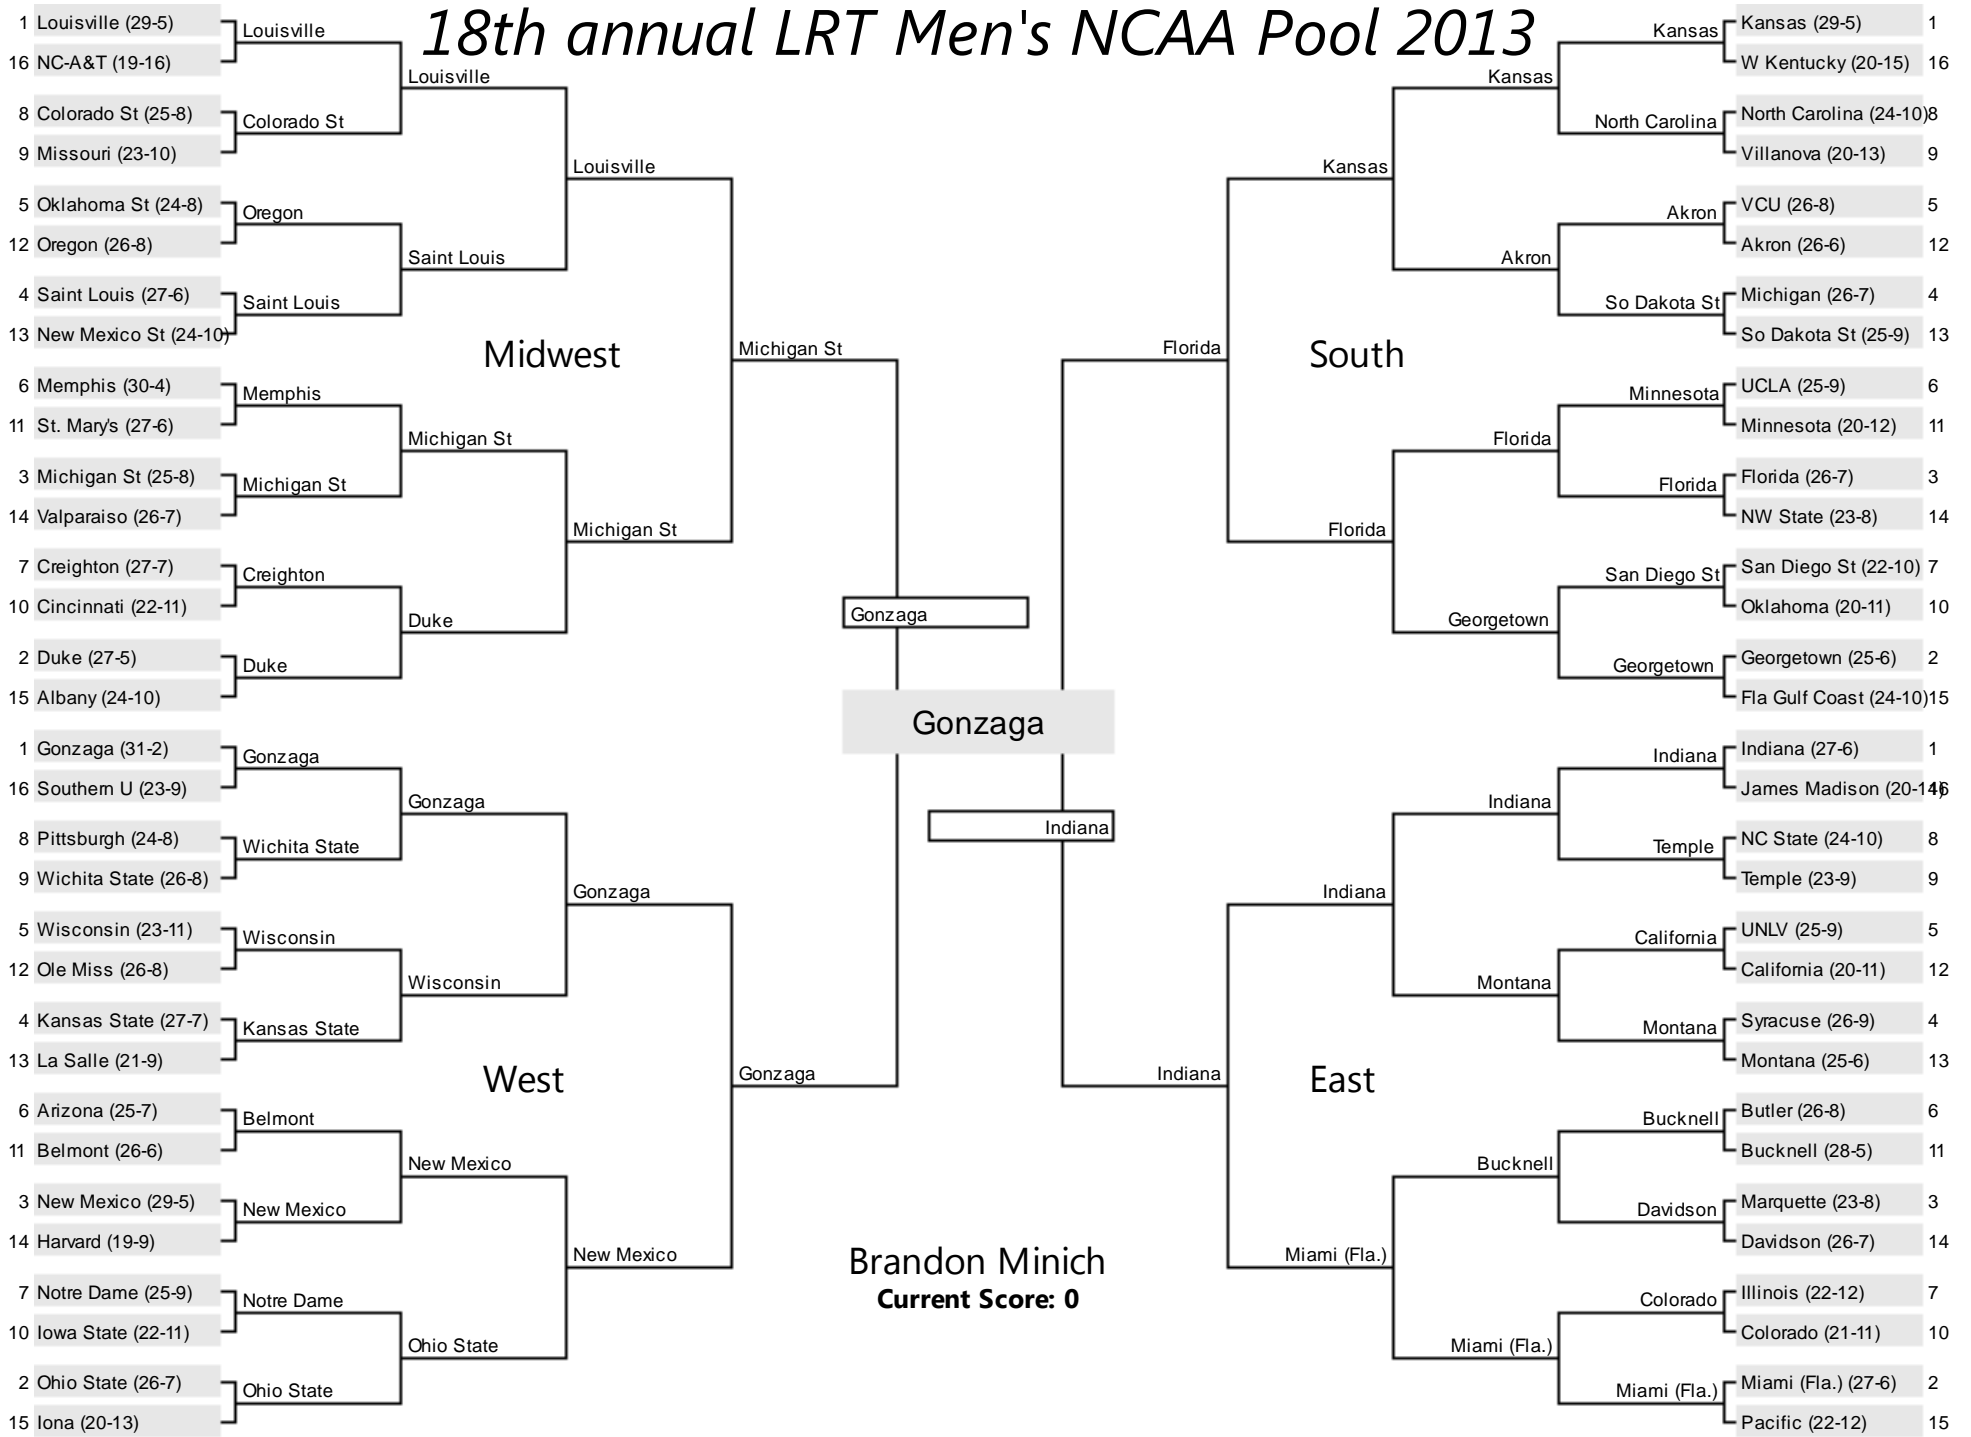 18th annual LRT Men's NCAA Pool 2013
1 Louisville (29-5)
16 NC-A&T (19-16)
8 Colorado St (25-8)
9 Missouri (23-10)
5 Oklahoma St (24-8)
12 Oregon (26-8)
4 Saint Louis (27-6)
13 New Mexico St (24-10)
6 Memphis (30-4)
11 St. Mary's (27-6)
3 Michigan St (25-8)
14 Valparaiso (26-7)
7 Creighton (27-7)
10 Cincinnati (22-11)
2 Duke (27-5)
15 Albany (24-10)
Louisville
Colorado St
Oregon
Saint Louis
Memphis
Michigan St
Creighton
Duke
Louisville
Saint Louis
Michigan St
Duke
Louisville
Michigan St
Michigan St
Midwest
1 Gonzaga (31-2)
16 Southern U (23-9)
8 Pittsburgh (24-8)
9 Wichita State (26-8)
5 Wisconsin (23-11)
12 Ole Miss (26-8)
4 Kansas State (27-7)
13 La Salle (21-9)
6 Arizona (25-7)
11 Belmont (26-6)
3 New Mexico (29-5)
14 Harvard (19-9)
7 Notre Dame (25-9)
10 Iowa State (22-11)
2 Ohio State (26-7)
15 Iona (20-13)
Gonzaga
Wichita State
Wisconsin
Kansas State
Belmont
New Mexico
Notre Dame
Ohio State
Gonzaga
Wisconsin
New Mexico
Ohio State
Gonzaga
New Mexico
Gonzaga
West
Gonzaga
Gonzaga
Indiana
Brandon Minich
Current Score: 0
Kansas (29-5) 1
W Kentucky (20-15) 16
North Carolina (24-10) 8
Villanova (20-13) 9
VCU (26-8) 5
Akron (26-6) 12
Michigan (26-7) 4
So Dakota St (25-9) 13
UCLA (25-9) 6
Minnesota (20-12) 11
Florida (26-7) 3
NW State (23-8) 14
San Diego St (22-10) 7
Oklahoma (20-11) 10
Georgetown (25-6) 2
Fla Gulf Coast (24-10) 15
Kansas
North Carolina
Akron
So Dakota St
Minnesota
Florida
San Diego St
Georgetown
Kansas
Akron
Florida
Georgetown
Kansas
Florida
Florida
South
Indiana (27-6) 1
James Madison (20-14) 16
NC State (24-10) 8
Temple (23-9) 9
UNLV (25-9) 5
California (20-11) 12
Syracuse (26-9) 4
Montana (25-6) 13
Butler (26-8) 6
Bucknell (28-5) 11
Marquette (23-8) 3
Davidson (26-7) 14
Illinois (22-12) 7
Colorado (21-11) 10
Miami (Fla.) (27-6) 2
Pacific (22-12) 15
Indiana
Temple
California
Montana
Bucknell
Davidson
Colorado
Miami (Fla.)
Indiana
Montana
Bucknell
Miami (Fla.)
Indiana
Miami (Fla.)
Indiana
East